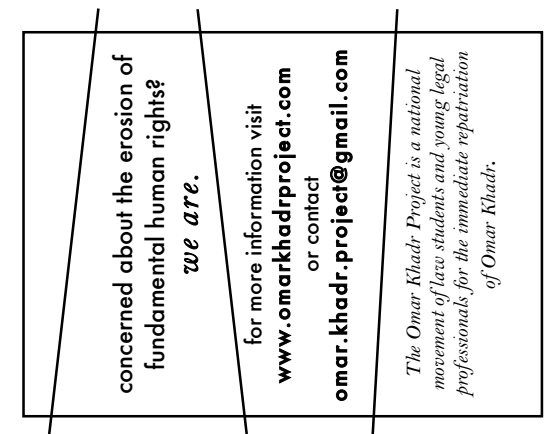 concerned about the erosion of
fundamental human rights?
we are.
for more information visit
www.omarkhadrproject.com
or contact
omar.khadr.project@gmail.com
The Omar Khadr Project is a national
movement of law students and young legal
professionals for the immediate repatriation
of Omar Khadr.